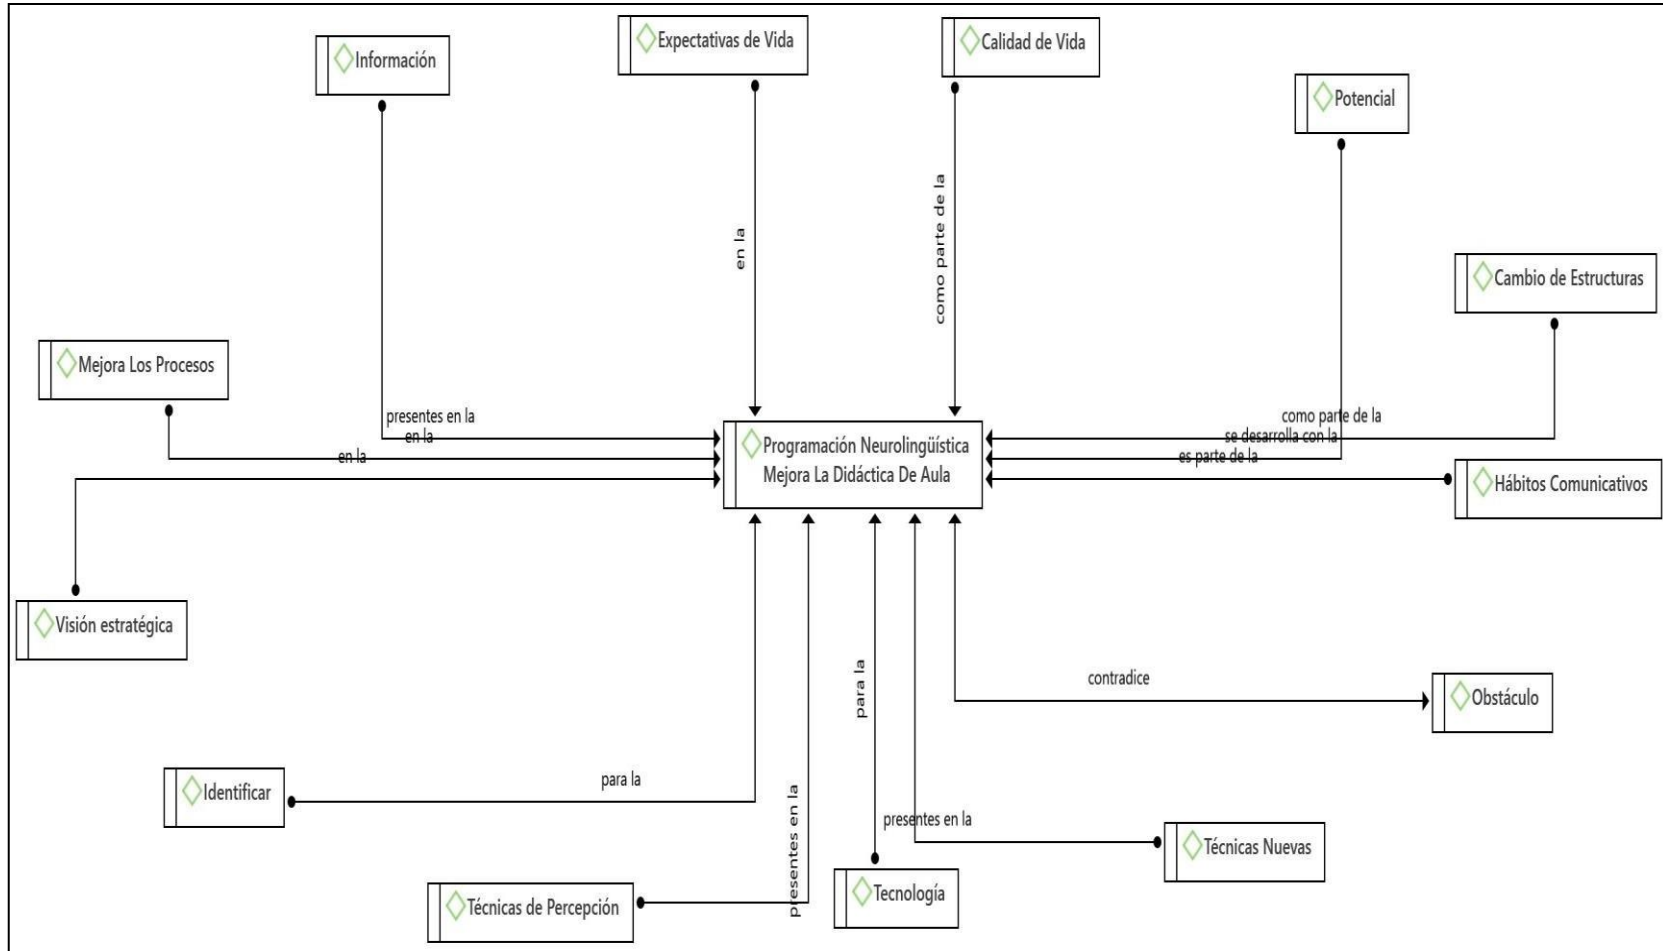 Expectativas de Vida
Calidad de Vida
Información
Potencial
en la
como parte de la
Cambio de Estructuras
Mejora Los Procesos
presentes en la
en la
en la
como parte de la
se desarrolla con la
es parte de la
Programación Neurolingüística
Mejora La Didáctica De Aula
Hábitos Comunicativos
Visión estratégica
para la
contradice
Obstáculo
Identificar
para la
presentes en la
presentes en la
Técnicas Nuevas
Técnicas de Percepción
Tecnología